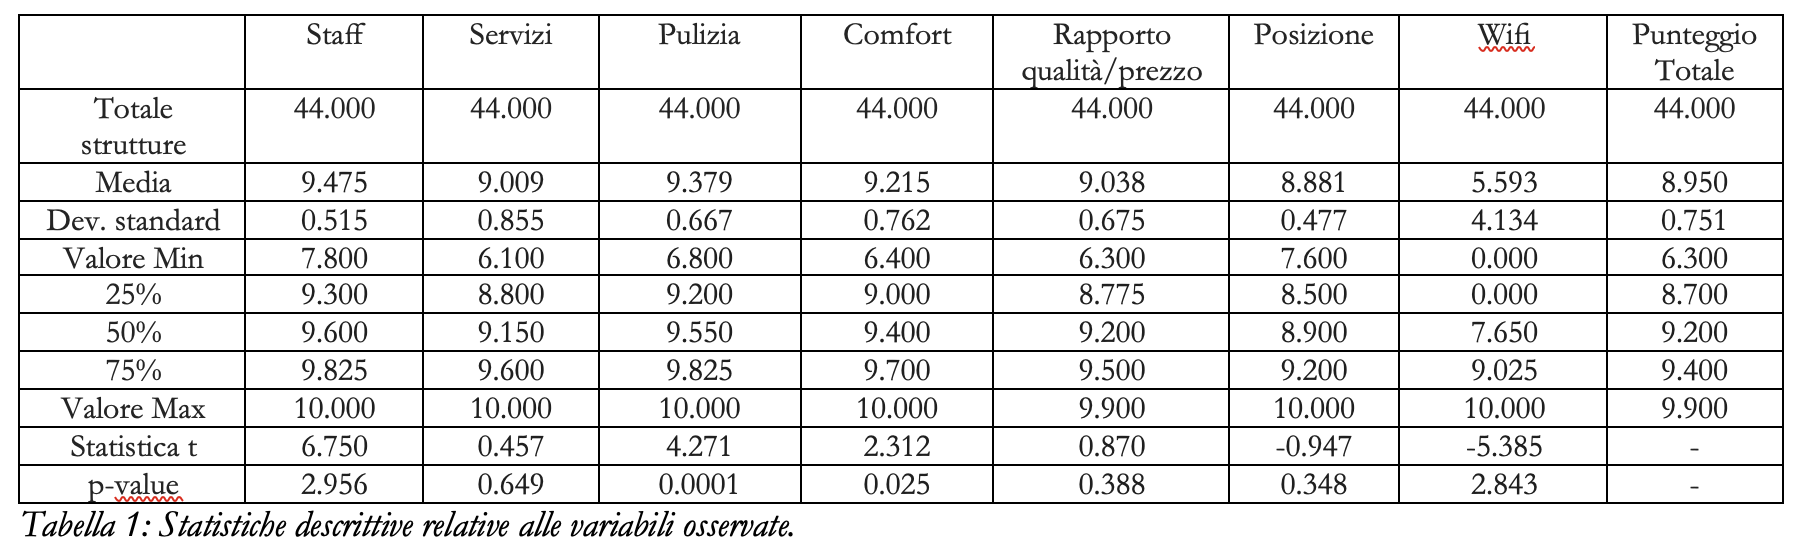 Staff Servizi Pulizia Comfort Rapporto qualità/prezzo Posizione Wifi Punteggio Totale
Totale strutture 44.000 44.000 44.000 44.000 44.000 44.000 44.000 44.000
Media 9.475 9.009 9.379 9.215 9.038 8.881 5.593 8.950
Dev. standard 0.515 0.855 0.667 0.762 0.675 0.477 4.134 0.751
Valore Min 7.800 6.100 6.800 6.400 6.300 7.600 0.000 6.300
25% 9.300 8.800 9.200 9.000 8.775 8.500 0.000 8.700
50% 9.600 9.150 9.550 9.400 9.200 8.900 7.650 9.200
75% 9.825 9.600 9.825 9.700 9.500 9.200 9.025 9.400
Valore Max 10.000 10.000 10.000 10.000 9.900 10.000 10.000 9.900
Statistica t 6.750 0.457 4.271 2.312 0.870 -0.947 -5.385 -
p-value 2.956 0.649 0.0001 0.025 0.388 0.348 2.843 -
Tabella 1: Statistiche descrittive relative alle variabili osservate.